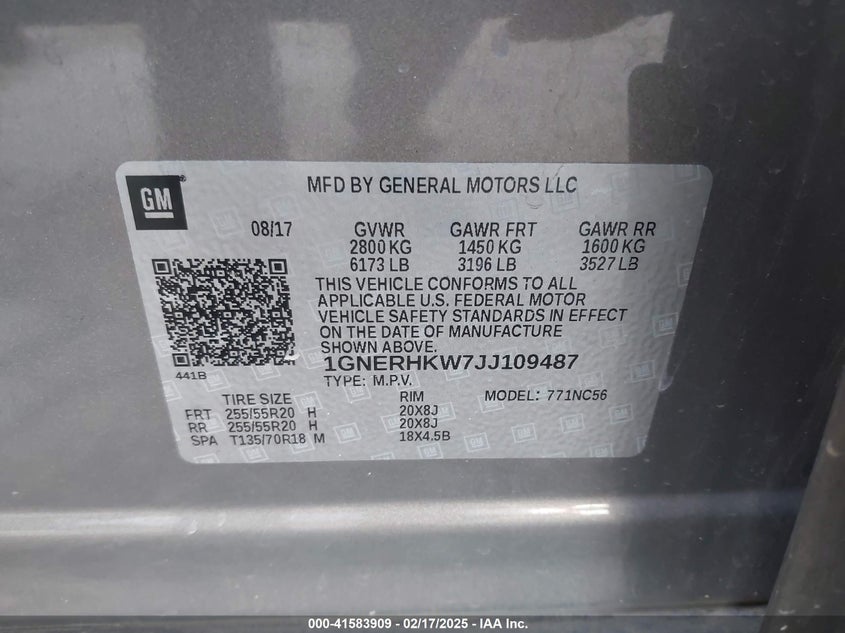 GM
MFD BY GENERAL MOTORS LLC
08/17 GVWR GAWR FRT GAWR RR
2800 KG 1450 KG 1600 KG
6173 LB 3196 LB 3527 LB
THIS VEHICLE CONFORMS TO ALL
APPLICABLE U.S. FEDERAL MOTOR
VEHICLE SAFETY STANDARDS IN EFFECT
ON THE DATE OF MANUFACTURE
SHOWN ABOVE.
1GNERHKW7JJ109487
441B
TYPE: M.P.V. MODEL: 771NC56
TIRE SIZE RIM
FRT 255/55R20 H 20X8J
RR 255/55R20 H 20X8J
SPA T135/70R18 M 18X4.5B
000-41583909 - 02/17/2025 - IAA Inc.